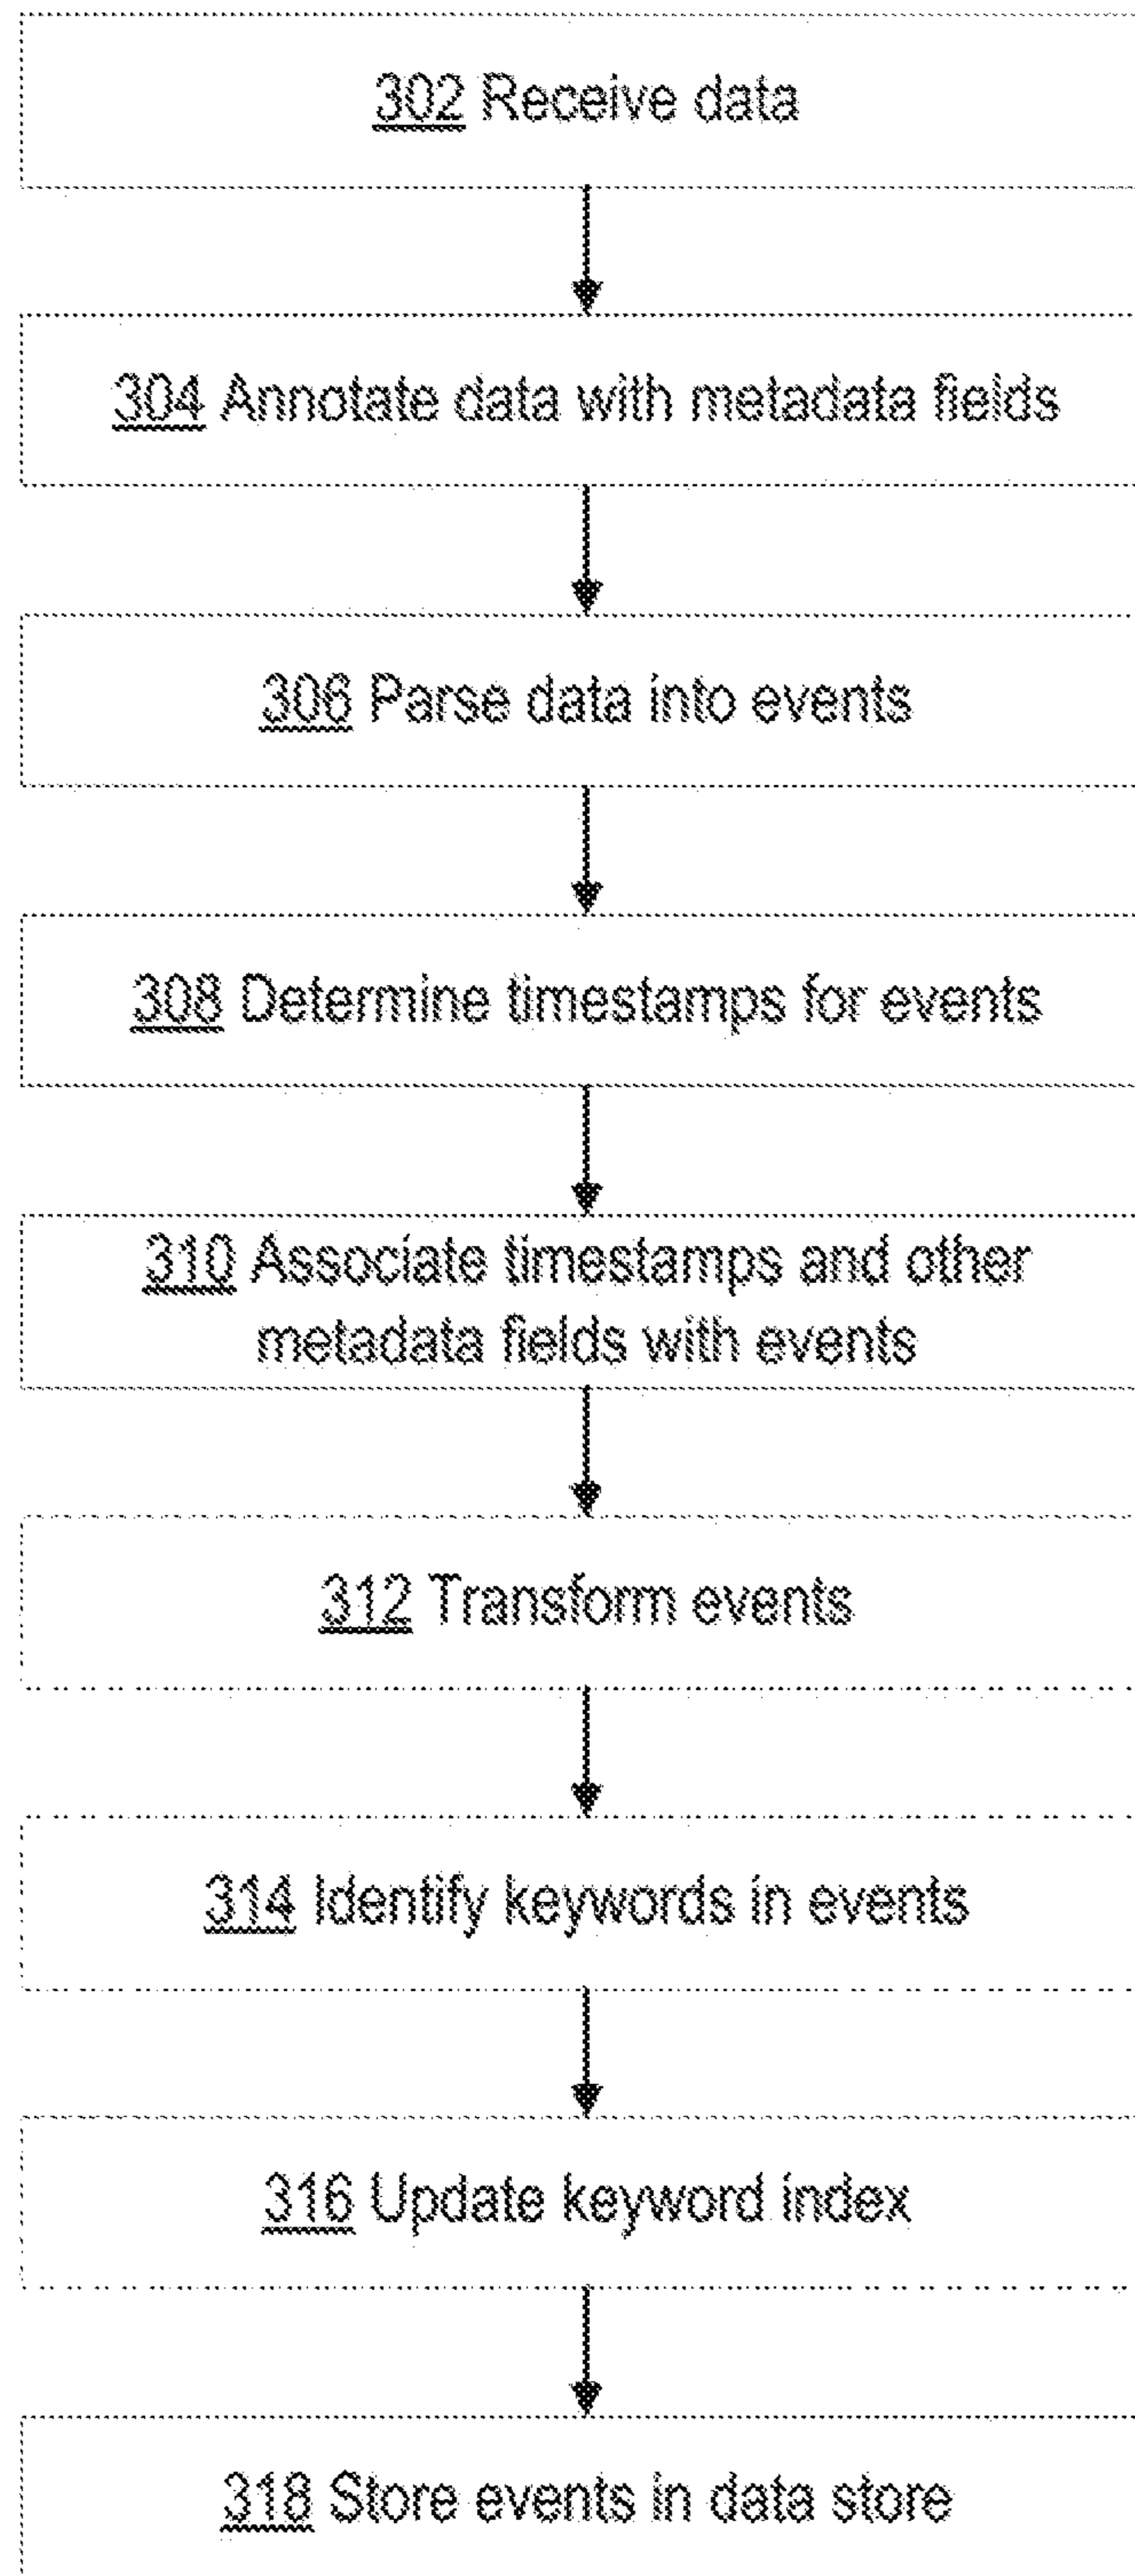 302 Receive data
304 Annotate data with metadata fields
306 Parse data into events
308 Determine timestamps for events
310 Associate timestamps and other
metadata fields with events
312 Transform events
314 Identify keywords in events
316 Update keyword index
318 Store events in data store